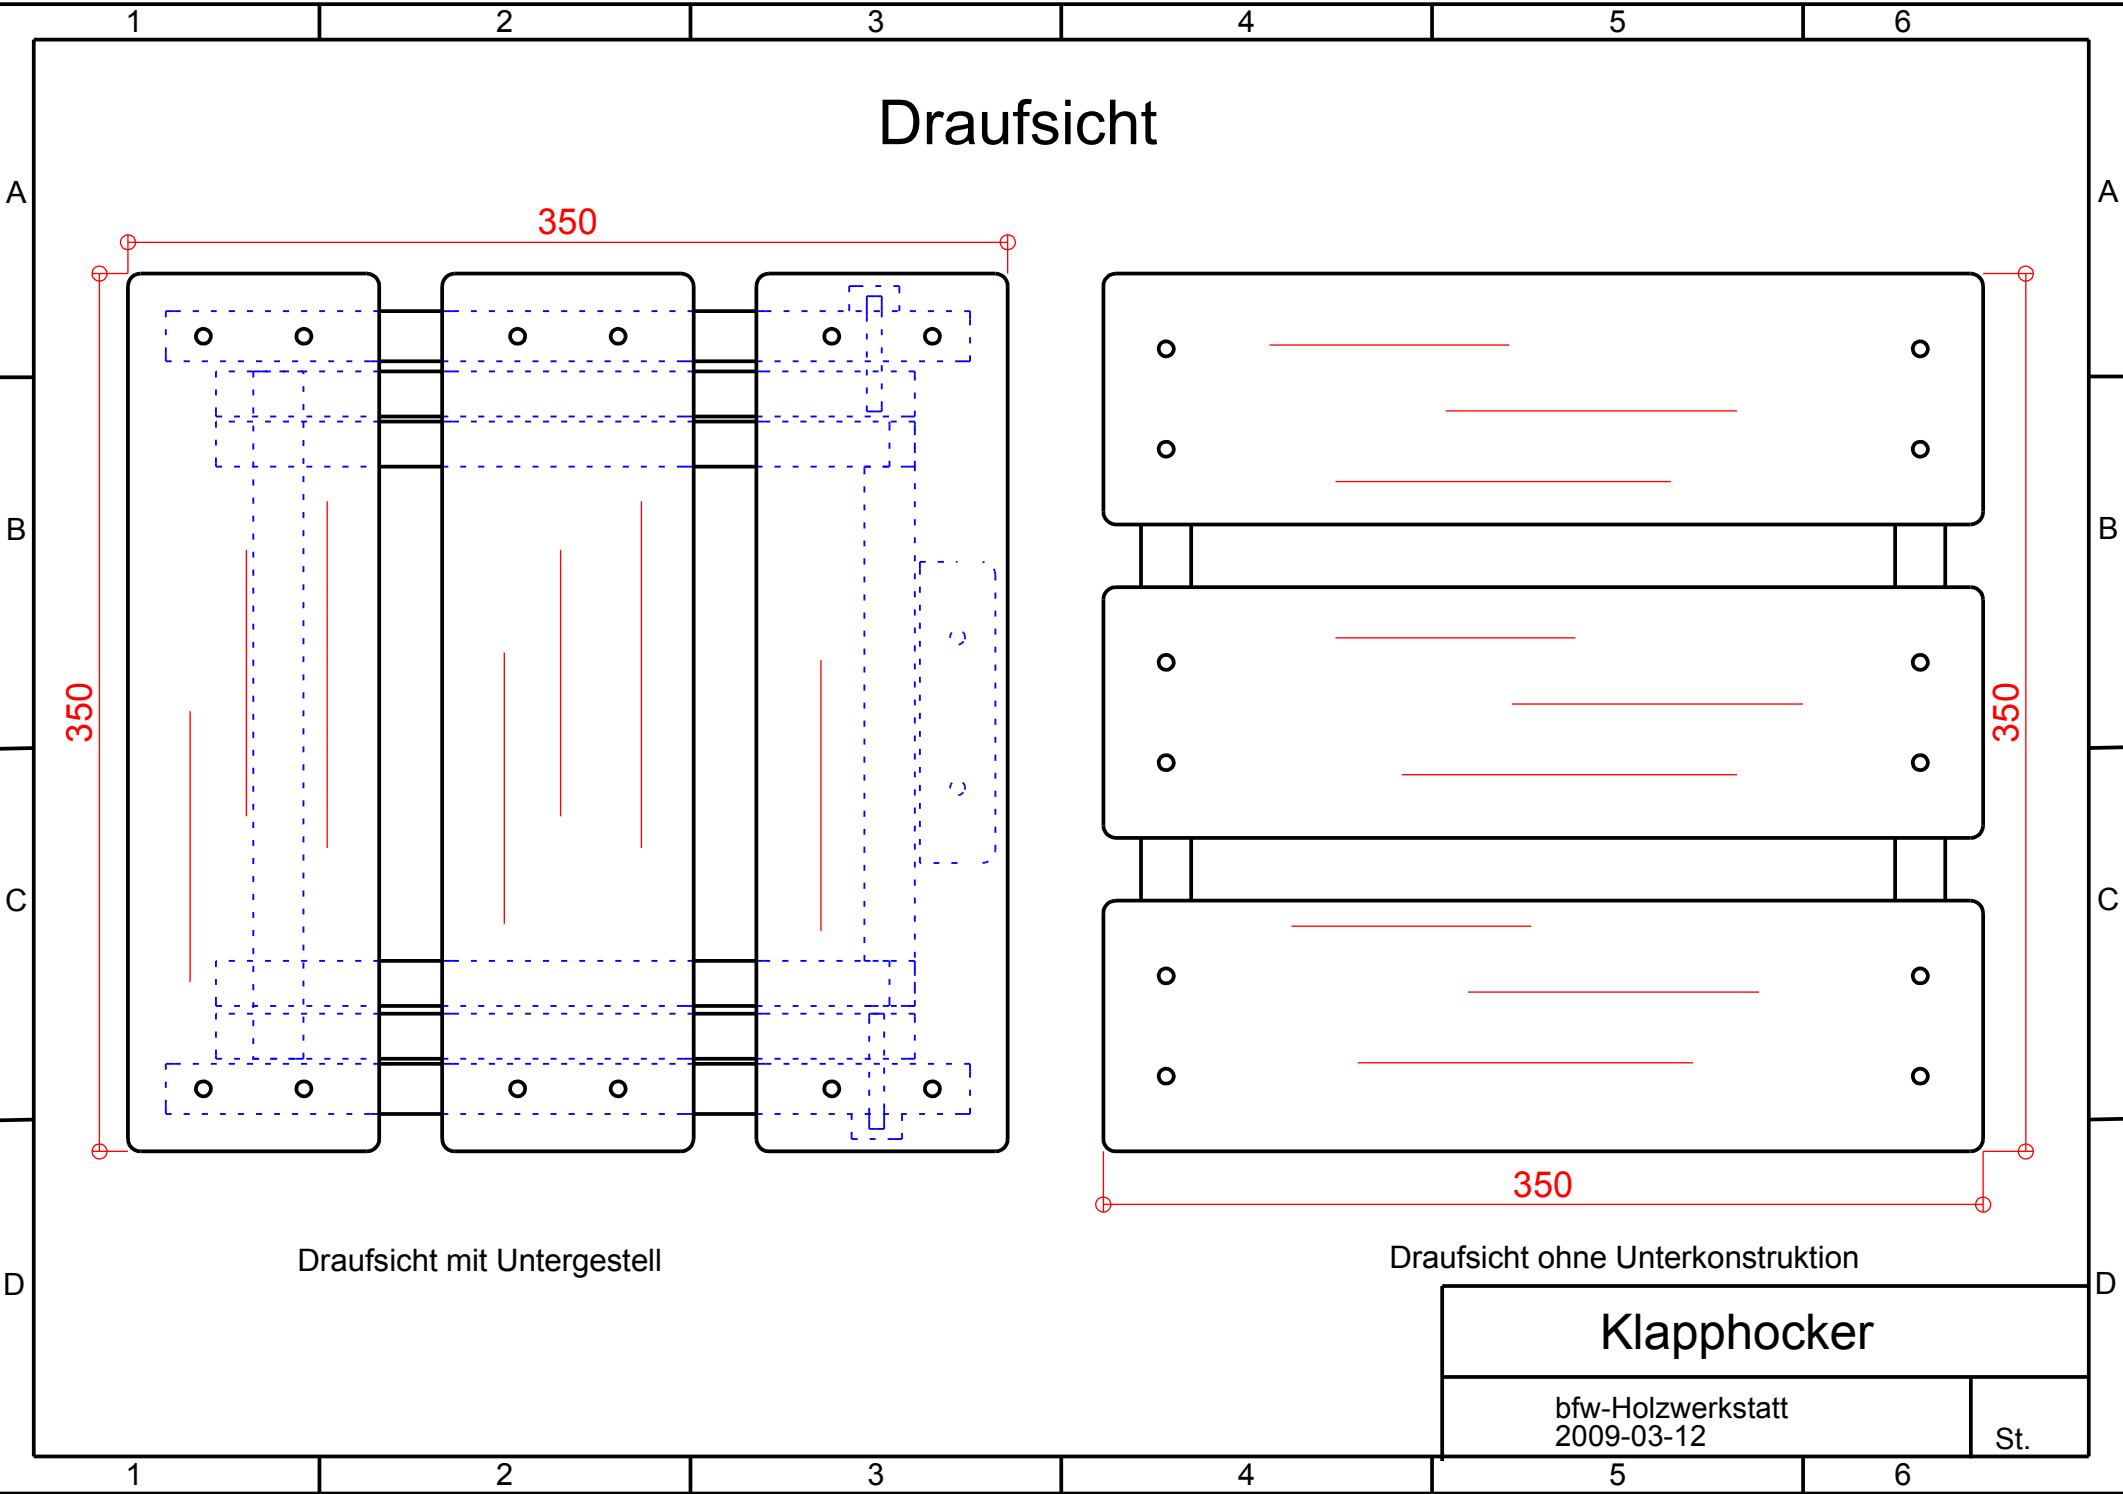 1 2 3 4 5 6
Draufsicht
A A
350
B B
350 350
C C
350
Draufsicht mit Untergestell
Draufsicht ohne Unterkonstruktion
D D
Klapphocker
bfw-Holzwerkstatt
2009-03-12
St.
1 2 3 4 5 6